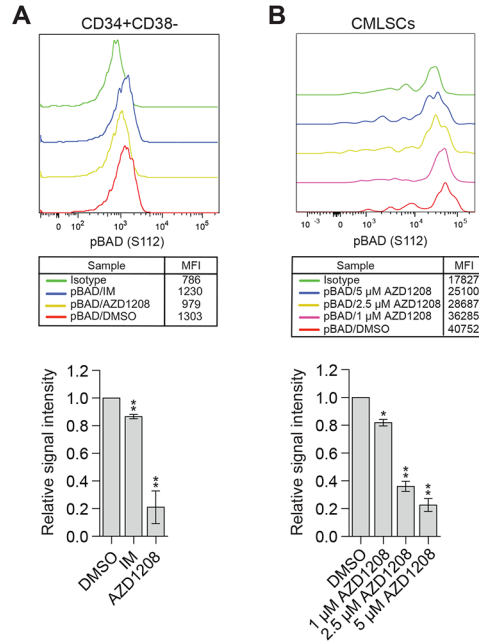 A
CD34+CD38-
0 10² 10³ 10⁴ 10⁵
pBAD (S112)
Sample MFI
Isotype 786
pBAD/IM 1230
pBAD/AZD1208 979
pBAD/DMSO 1303
Relative signal intensity
1.2
1.0
0.8
0.6
0.4
0.2
0.0
**
**
DMSO
IM
AZD1208
B
CMLSCs
-10⁻³ 10³ 10⁴ 10⁵
pBAD (S112)
Sample MFI
Isotype 17827
pBAD/5 µM AZD1208 25100
pBAD/2.5 µM AZD1208 28687
pBAD/1 µM AZD1208 36285
pBAD/DMSO 40752
Relative signal intensity
1.2
1.0
0.8
0.6
0.4
0.2
0.0
*
**
**
DMSO
1 µM AZD1208
2.5 µM AZD1208
5 µM AZD1208